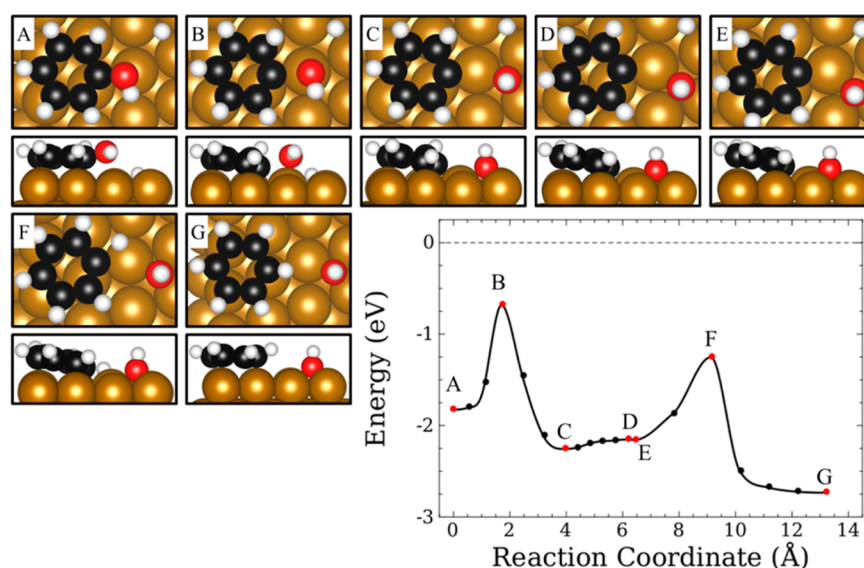 A B C D E
F G
0
-1
-2
-3
Energy (eV)
A
B
C
D
E
F
G
0 2 4 6 8 10 12 14
Reaction Coordinate (Å)